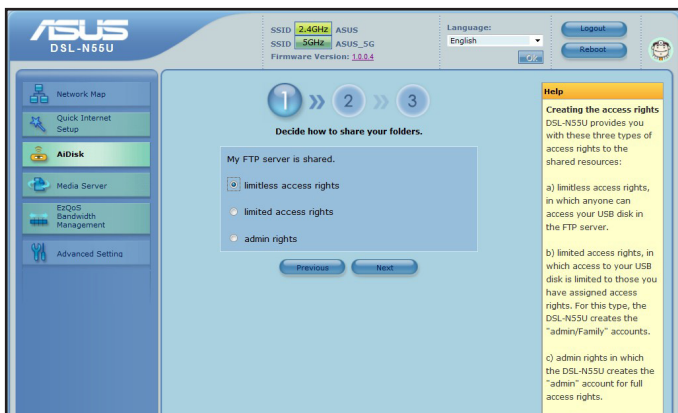 ASUS
DSL-N55U
SSID 2.4GHz ASUS
SSID 5GHz ASUS_5G
Firmware Version: 1.0.0.4
Language:
English
OK
Logout
Reboot
Network Map
Quick Internet
Setup
AiDisk
Media Server
EzQoS
Bandwidth
Management
Advanced Setting
1 » 2 » 3
Decide how to share your folders.
My FTP server is shared.
limitless access rights
limited access rights
admin rights
Previous
Next
Help
Creating the access rights
DSL-N55U provides you
with these three types of
access rights to the
shared resources:
a) limitless access rights,
in which anyone can
access your USB disk in
the FTP server.
b) limited access rights, in
which access to your USB
disk is limited to those you
have assigned access
rights. For this type, the
DSL-N55U creates the
"admin/Family" accounts.
c) admin rights in which
the DSL-N55U creates the
"admin" account for full
access rights.